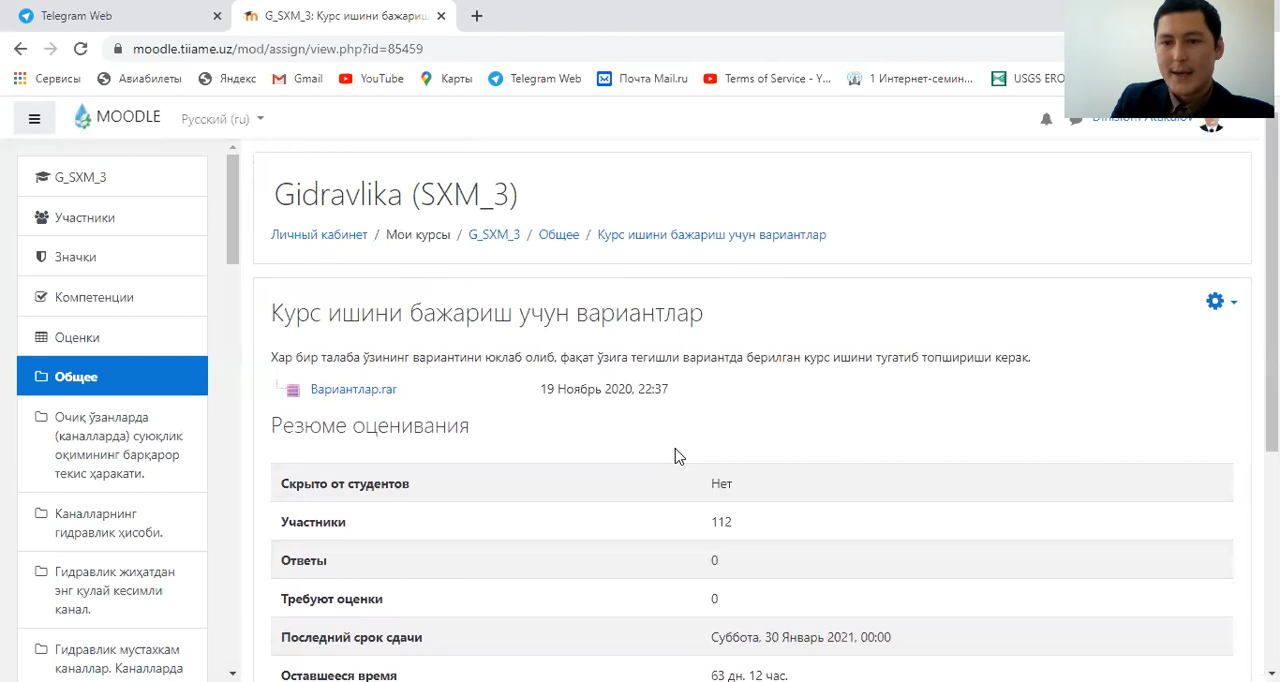 Telegram Web
G_SXM_3: Курс ишини бажариш
moodle.tiiame.uz/mod/assign/view.php?id=85459
Сервисы Авиабилеты Яндекс Gmail YouTube Карты Telegram Web Почта Mail.ru Terms of Service - Y... 1 Интернет-семин... USGS ERO
MOODLE Русский (ru)
G_SXM_3
Участники
Значки
Компетенции
Оценки
Общее
Очиқ ўзанларда
(каналларда) суюқлик
оқимининг барқарор
текис ҳаракати.
Каналларнинг
гидравлик ҳисоби.
Гидравлик жиҳатдан
энг қулай кесимли
канал.
Гидравлик мустахкам
каналлар. Каналларда
Gidravlika (SXM_3)
Личный кабинет / Мои курсы / G_SXM_3 / Общее / Курс ишини бажариш учун вариантлар
Курс ишини бажариш учун вариантлар
Хар бир талаба ўзининг вариантини юклаб олиб, фақат ўзига тегишли вариантда берилган курс ишини тугатиб топшириши керак.
Вариантлар.rar 19 Ноябрь 2020, 22:37
Резюме оценивания
Скрыто от студентов Нет
Участники 112
Ответы 0
Требуют оценки 0
Последний срок сдачи Суббота, 30 Январь 2021, 00:00
Оставшееся время 63 дн. 12 час.